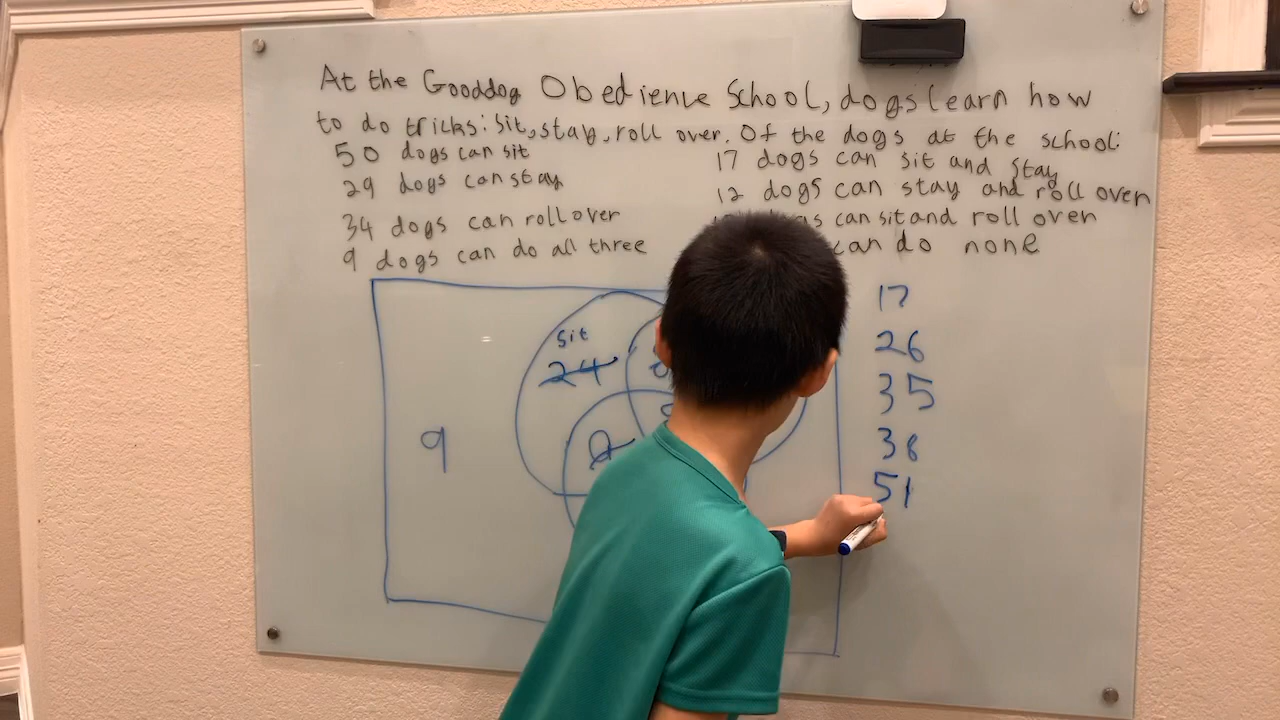 At the Gooddog Obedience School, dogs learn how
to do tricks: sit, stay, roll over. Of the dogs at the school:
50 dogs can sit
17 dogs can sit and stay
29 dogs can stay
12 dogs can stay and roll over
34 dogs can roll over
can sit and roll over
9 dogs can do all three
can do none
sit
24
9
17
26
35
38
51